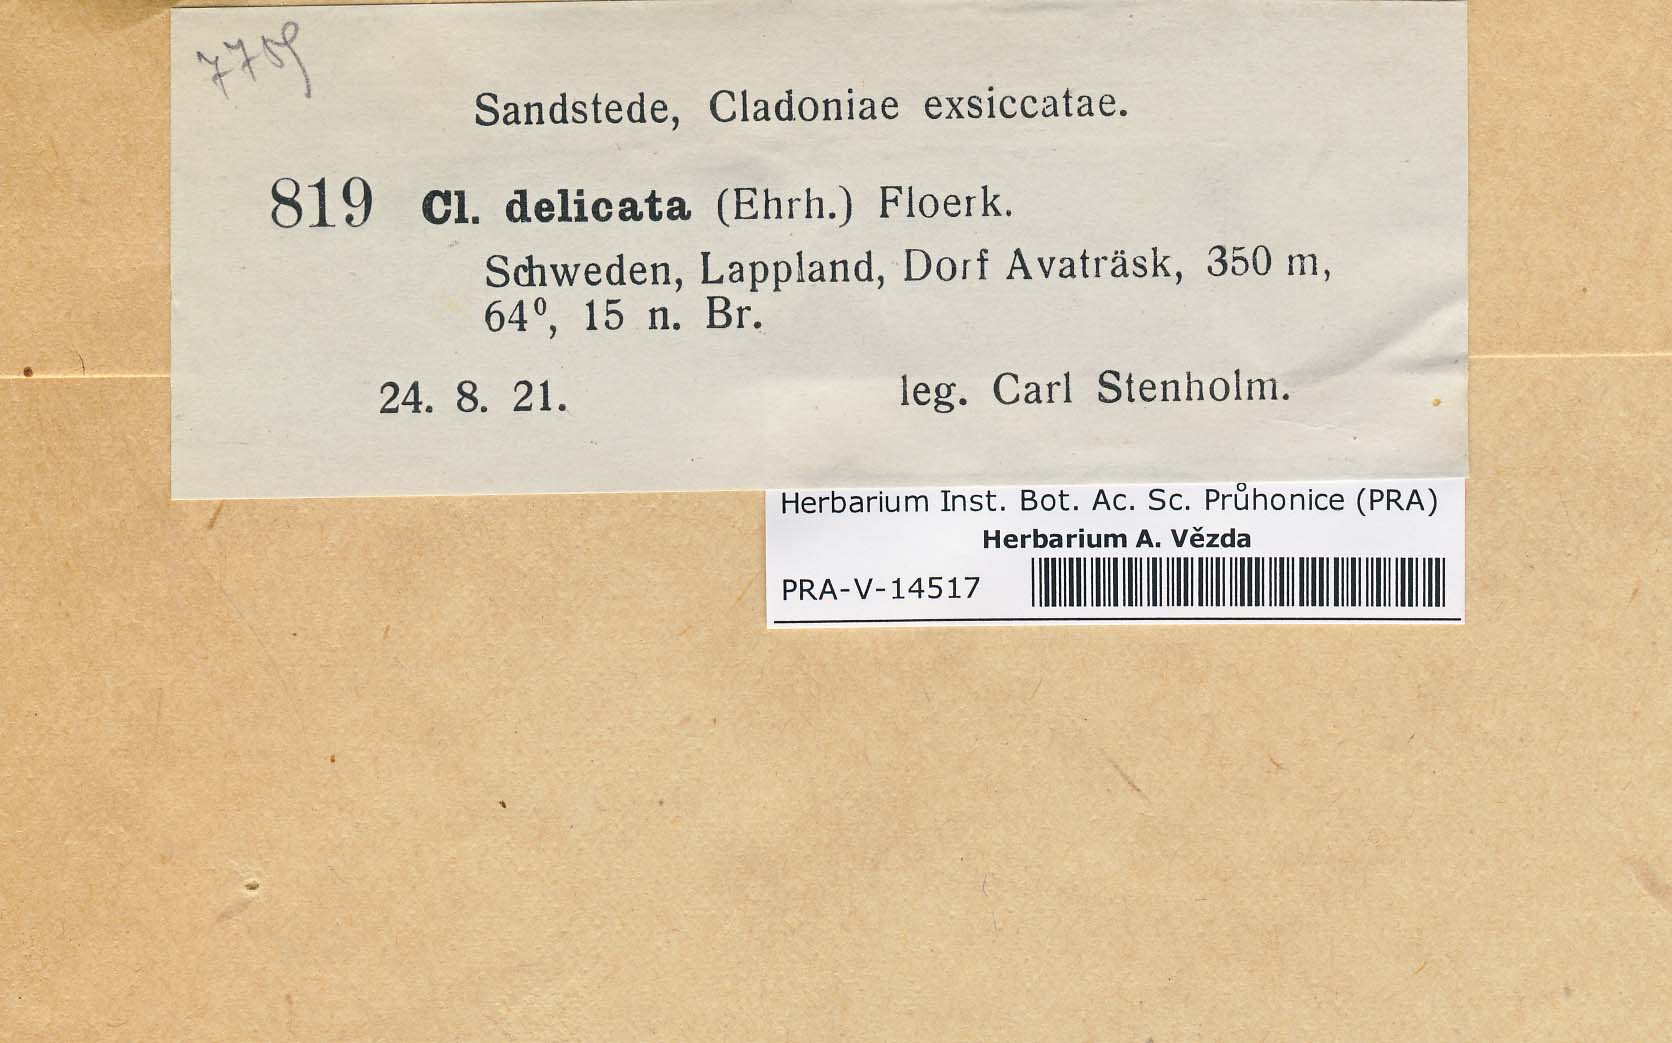 Sandstede, Cladoniae exsiccatae.
819 Cl. delicata (Ehrh.) Floerk.
Schweden, Lappland, Dorf Avaträsk, 350 m,
64⁰, 15 n. Br.
24. 8. 21. leg. Carl Stenholm.
Herbarium Inst. Bot. Ac. Sc. Průhonice (PRA)
Herbarium A. Vězda
PRA-V-14517